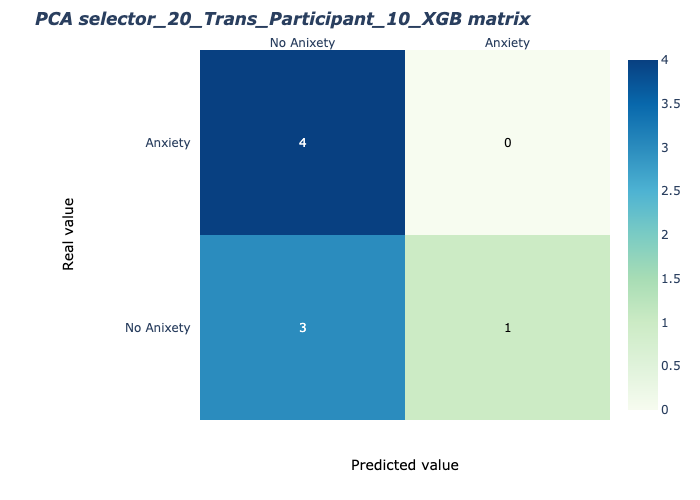 PCA selector_20_Trans_Participant_10_XGB matrix
No Anixety
Anxiety
4
Anxiety
4
0
3.5
3
2.5
Real value
2
1.5
No Anixety
3
1
1
0.5
0
Predicted value